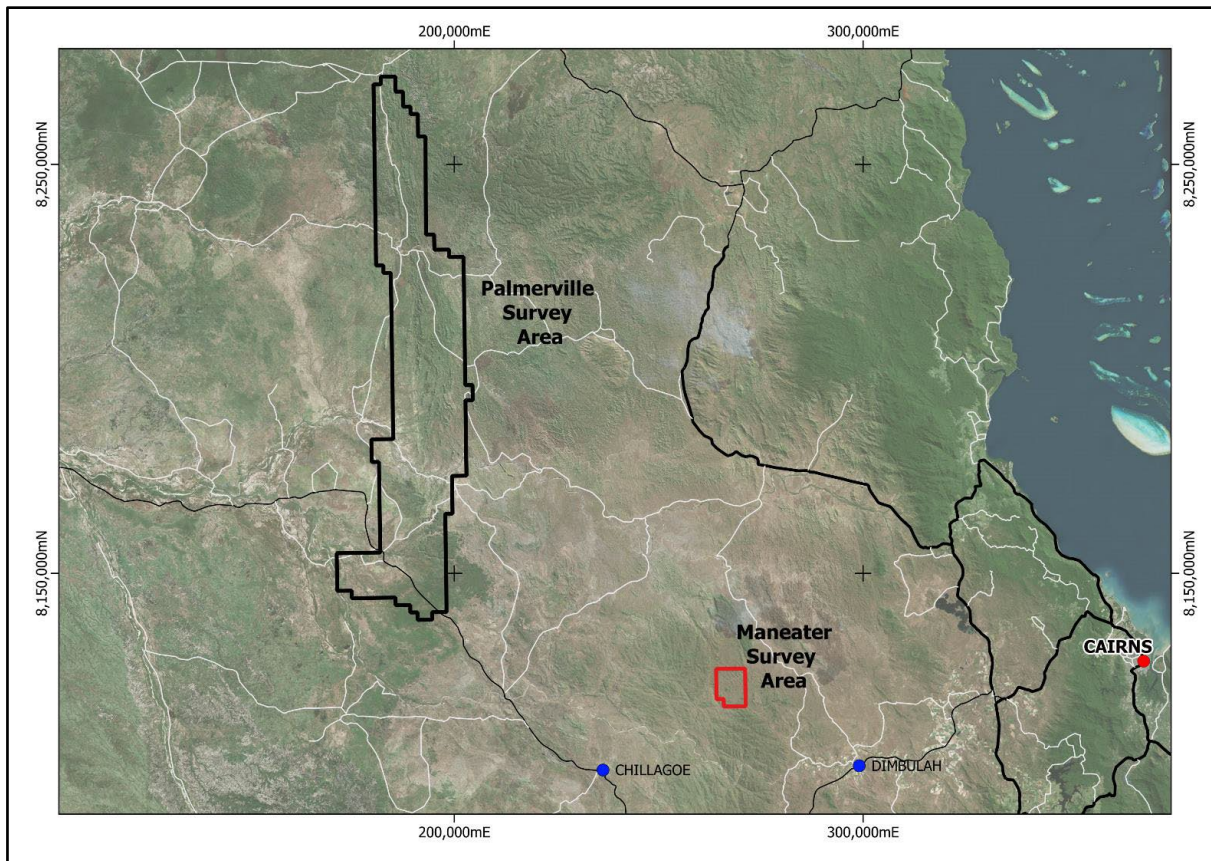 200,000mE
300,000mE
8,250,000mN
8,250,000mN
Palmerville
Survey
Area
8,150,000mN
8,150,000mN
Maneater
Survey
Area
CAIRNS
CHILLAGOE
DIMBULAH
200,000mE
300,000mE